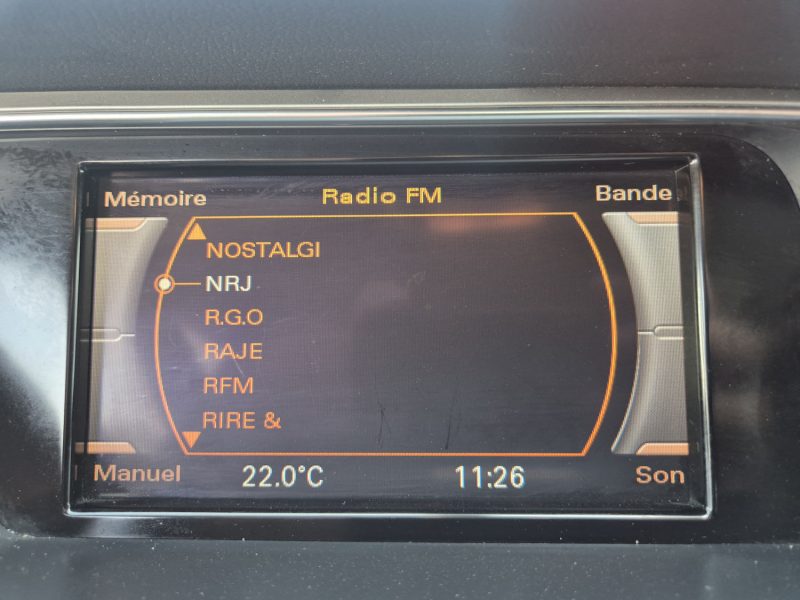 Mémoire Radio FM Bande
NOSTALGI
NRJ
R.G.O
RAJE
RFM
RIRE &
Manuel 22.0°C 11:26 Son